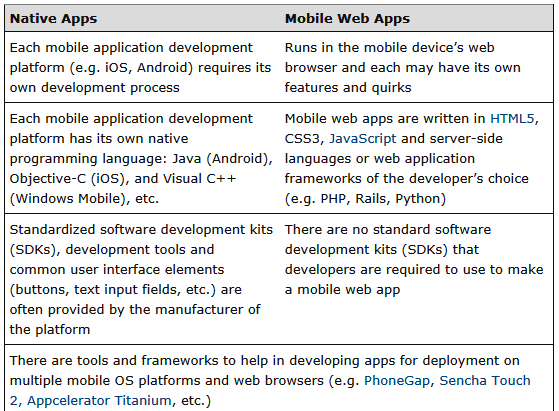 Native Apps
Mobile Web Apps
Each mobile application development
platform (e.g. iOS, Android) requires its
own development process
Runs in the mobile device’s web
browser and each may have its own
features and quirks
Each mobile application development
platform has its own native
programming language: Java (Android),
Objective-C (iOS), and Visual C++
(Windows Mobile), etc.
Mobile web apps are written in HTML5,
CSS3, JavaScript and server-side
languages or web application
frameworks of the developer’s choice
(e.g. PHP, Rails, Python)
Standardized software development kits
(SDKs), development tools and
common user interface elements
(buttons, text input fields, etc.) are
often provided by the manufacturer of
the platform
There are no standard software
development kits (SDKs) that
developers are required to use to make
a mobile web app
There are tools and frameworks to help in developing apps for deployment on
multiple mobile OS platforms and web browsers (e.g. PhoneGap, Sencha Touch
2, Appcelerator Titanium, etc.)